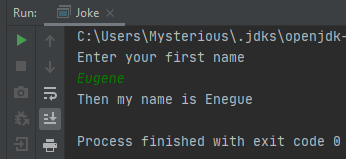 Run: Joke
C:\Users\Mysterious\.jdks\openjdk-
Enter your first name
Eugene
Then my name is Enegue
Process finished with exit code 0